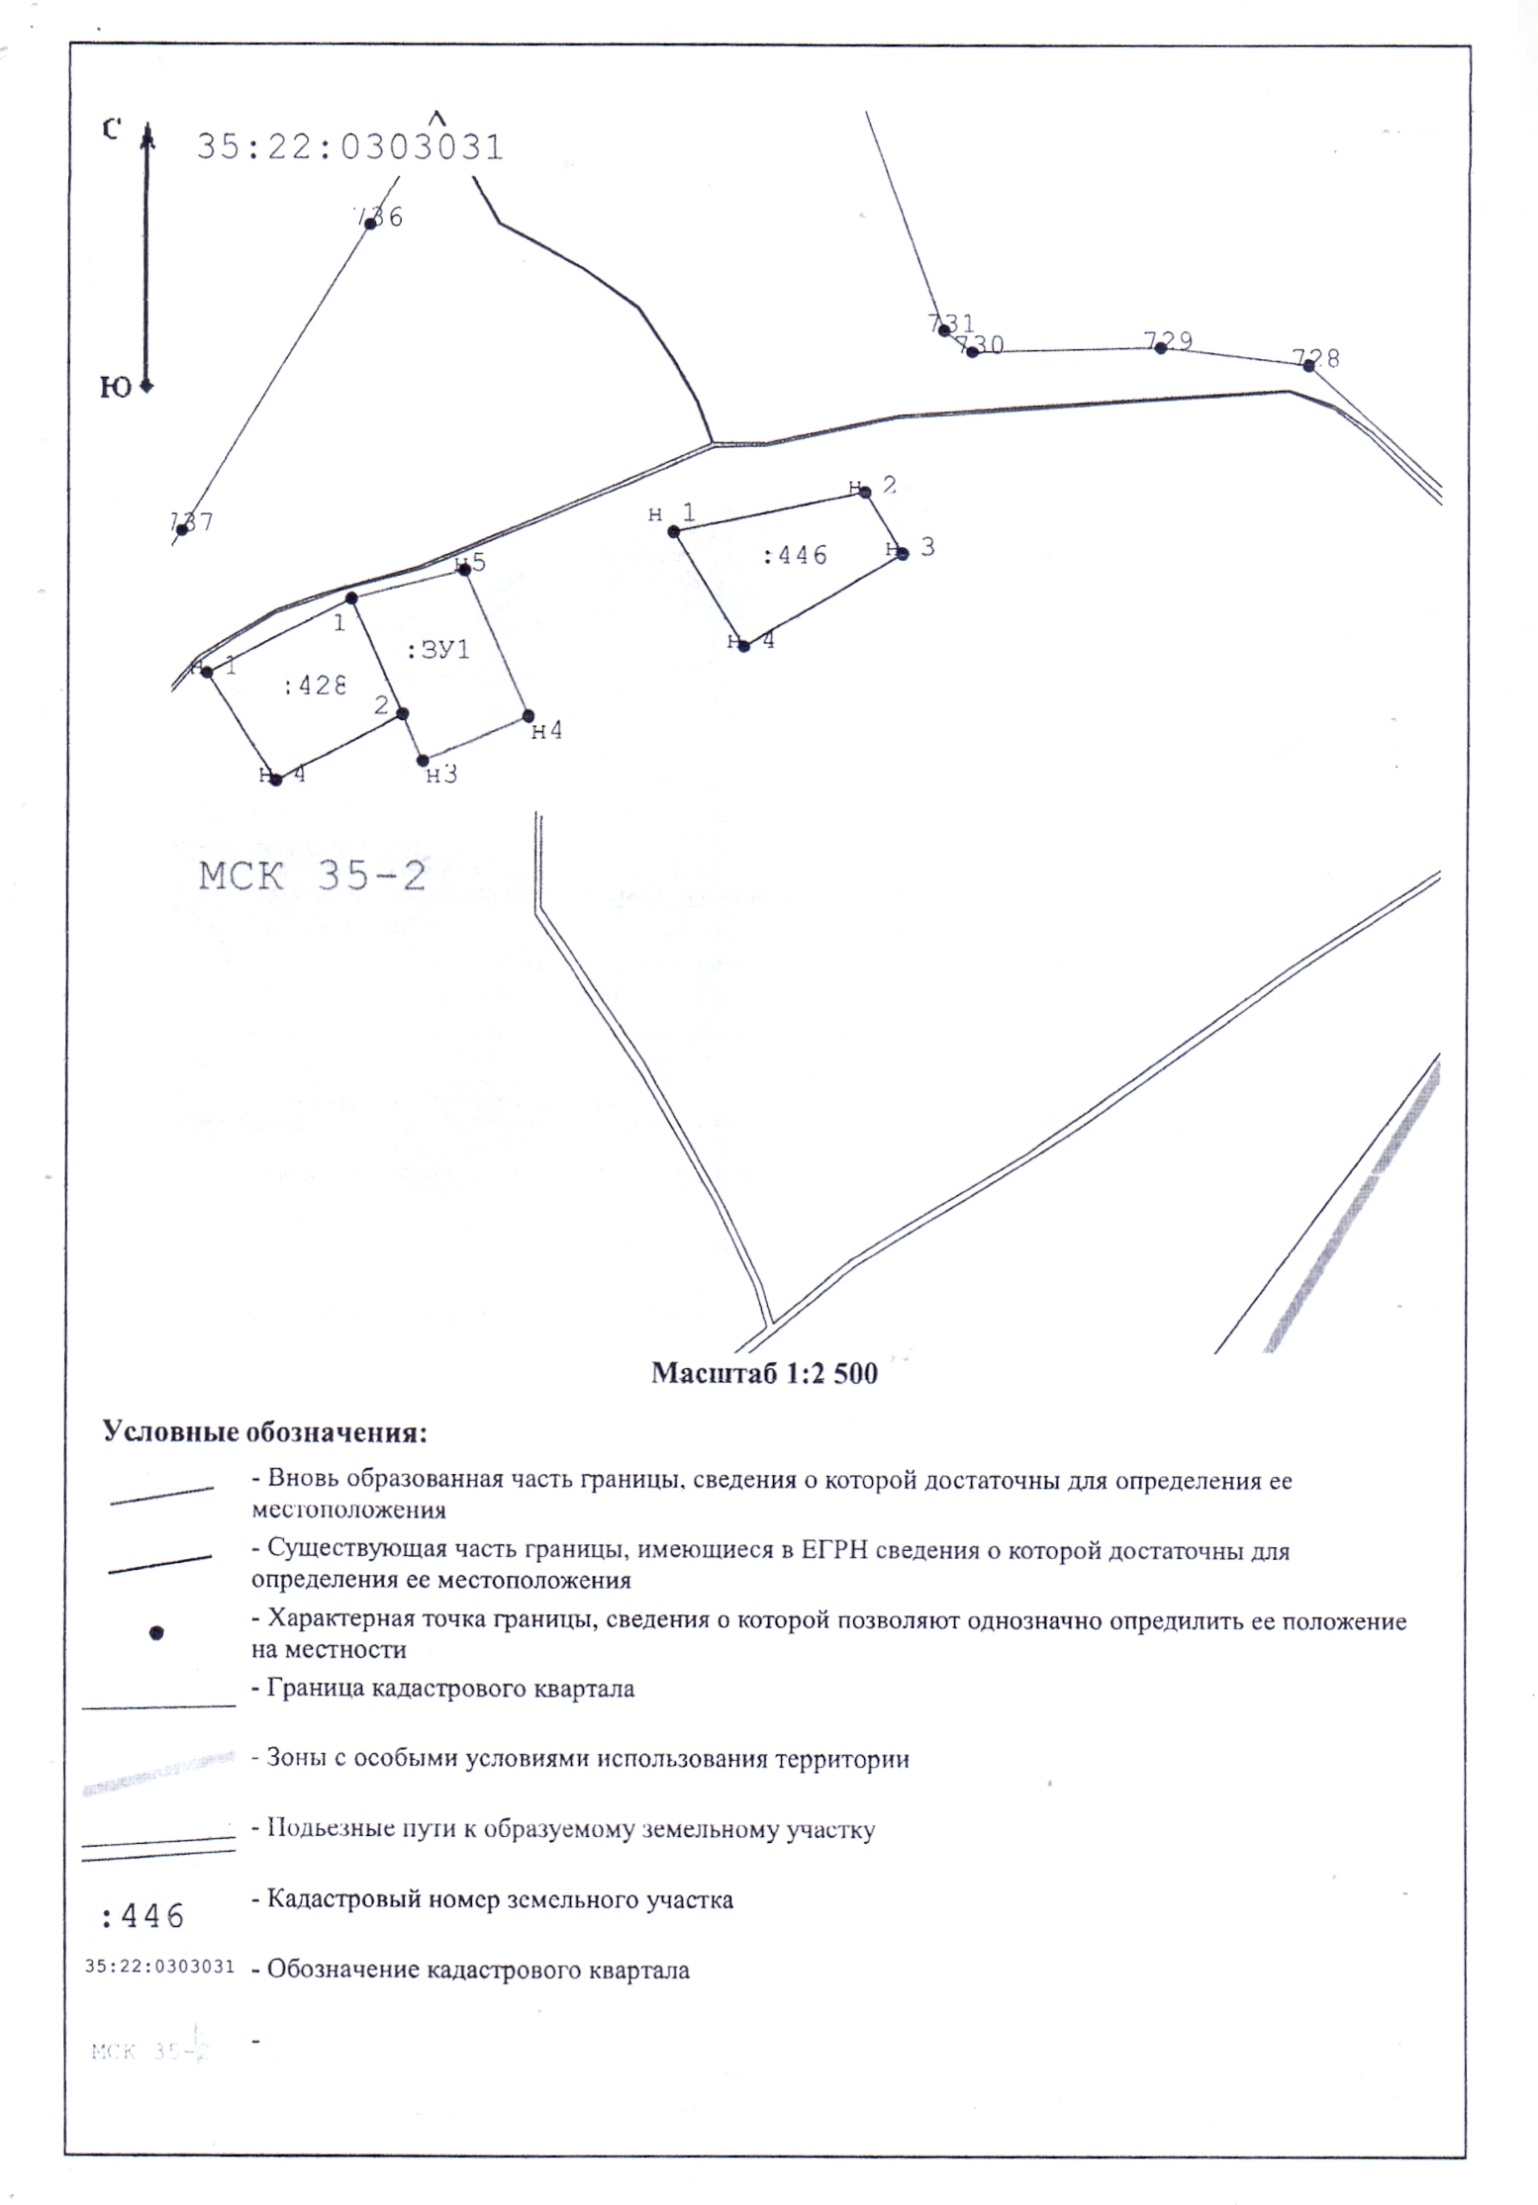 С
35:22:0303031
736
731
730
729
728
Ю
н 2
н 1
737
:446
н 3
н5
1
н 4
:ЗУ1
н 1
:428
2
н4
н3
н 4
МСК 35-2
Масштаб 1:2 500
Условные обозначения:
- Вновь образованная часть границы, сведения о которой достаточны для определения ее
местоположения
- Существующая часть границы, имеющиеся в ЕГРН сведения о которой достаточны для
определения ее местоположения
- Характерная точка границы, сведения о которой позволяют однозначно опредилить ее положение
на местности
- Граница кадастрового квартала
- Зоны с особыми условиями использования территории
- Подьезные пути к образуемому земельному участку
:446 - Кадастровый номер земельного участка
35:22:0303031 - Обозначение кадастрового квартала
МСК 35-2 -